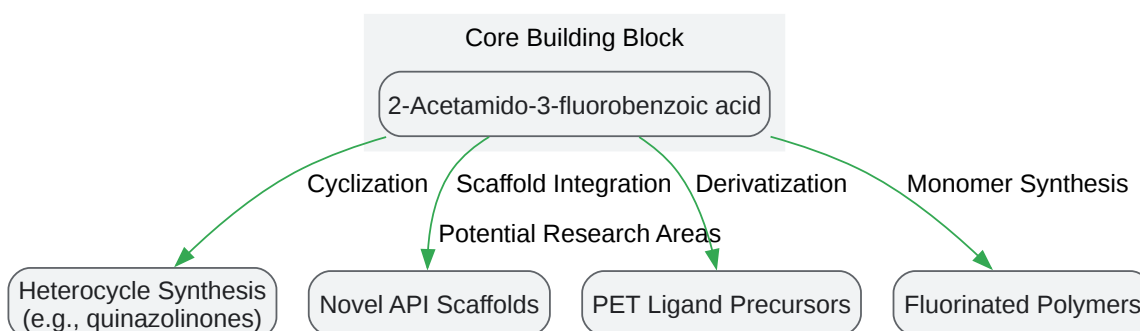 Core Building Block
2-Acetamido-3-fluorobenzoic acid
Cyclization
Scaffold Integration
Derivatization
Monomer Synthesis
Potential Research Areas
Heterocycle Synthesis
(e.g., quinazolinones)
Novel API Scaffolds
PET Ligand Precursors
Fluorinated Polymers